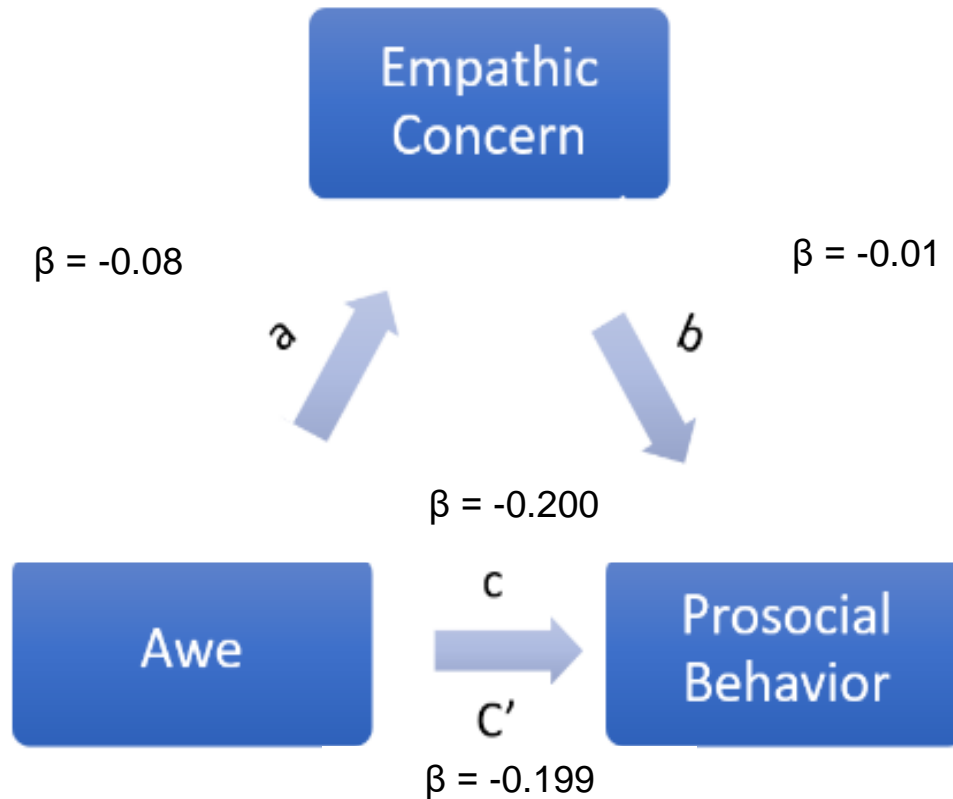 Empathic
Concern
β = -0.08
β = -0.01
a
b
β = -0.200
Awe
c
C’
Prosocial
Behavior
β = -0.199